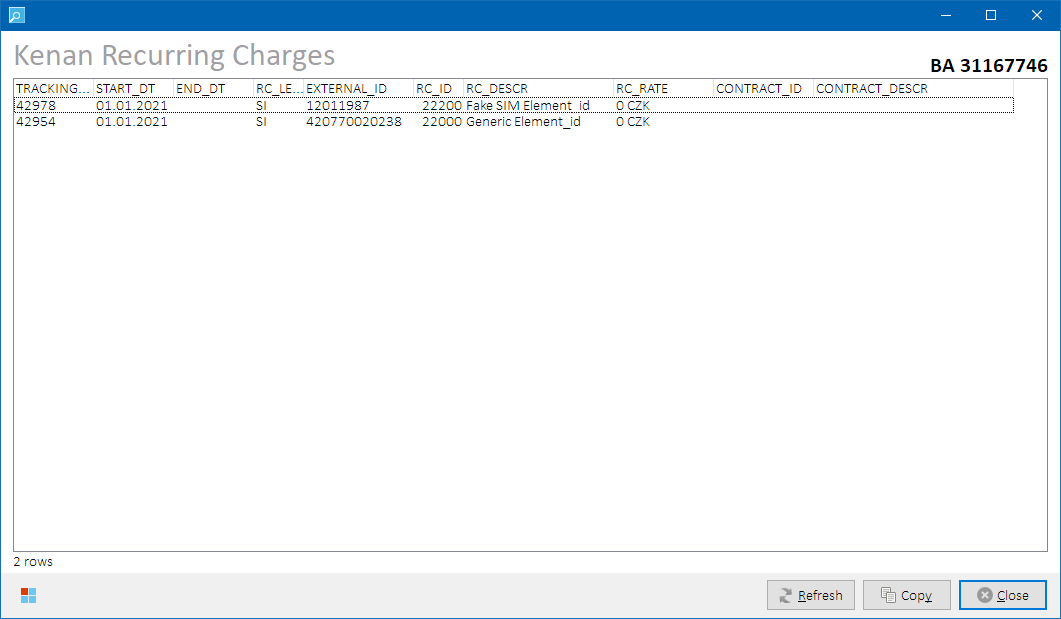 Kenan Recurring Charges
BA 31167746
TRACKING... START_DT END_DT RC_LE... EXTERNAL_ID RC_ID RC_DESCR RC_RATE CONTRACT_ID CONTRACT_DESCR
42978 01.01.2021 SI 12011987 22200 Fake SIM Element_id 0 CZK
42954 01.01.2021 SI 420770020238 22000 Generic Element_id 0 CZK
2 rows
Refresh Copy Close